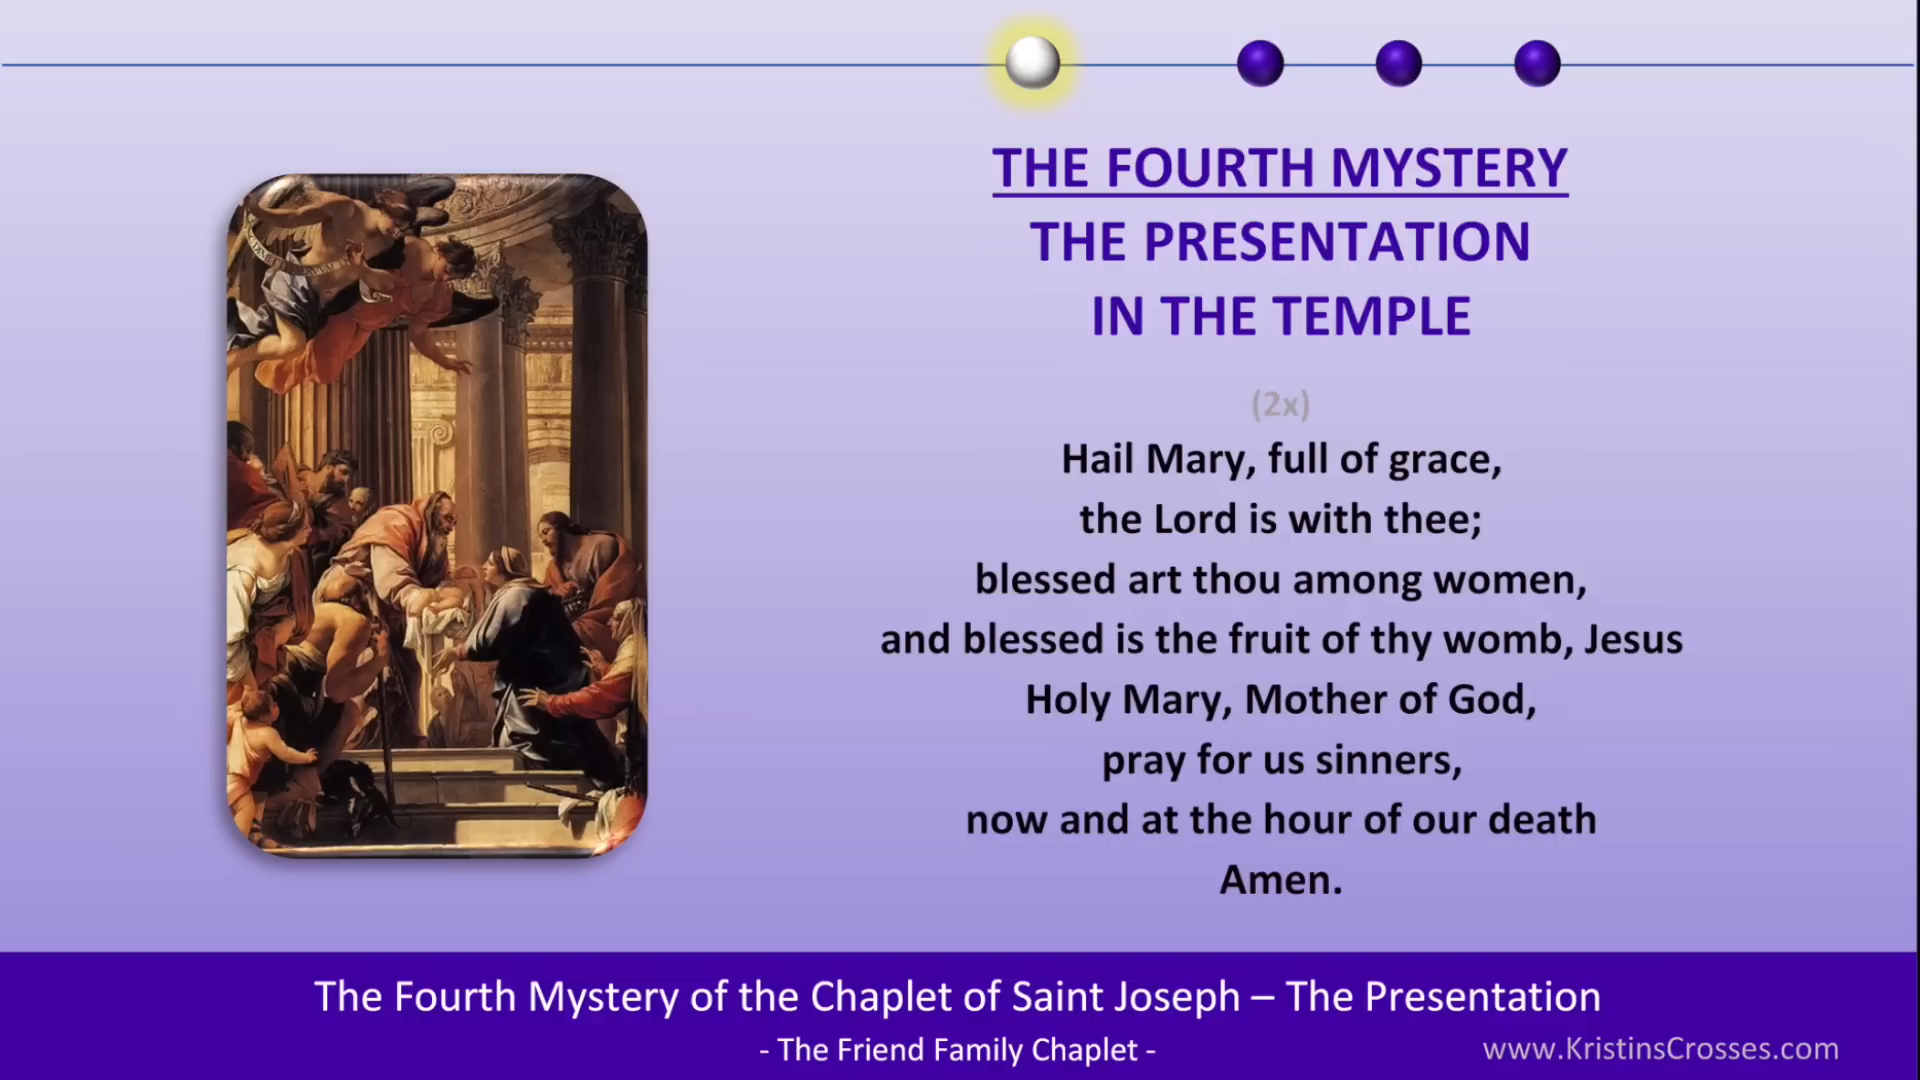 THE FOURTH MYSTERY
THE PRESENTATION
IN THE TEMPLE
(2x)
Hail Mary, full of grace,
the Lord is with thee;
blessed art thou among women,
and blessed is the fruit of thy womb, Jesus
Holy Mary, Mother of God,
pray for us sinners,
now and at the hour of our death
Amen.
The Fourth Mystery of the Chaplet of Saint Joseph – The Presentation
- The Friend Family Chaplet -
www.KristinsCrosses.com